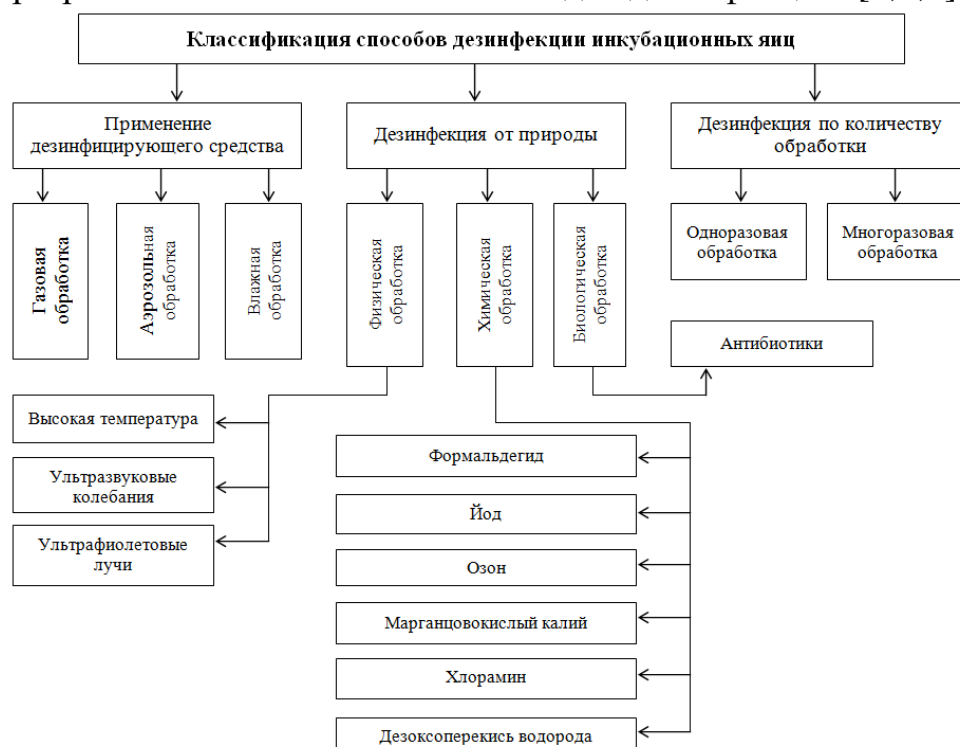 Классификация способов дезинфекции инкубационных яиц
Применение
дезинфицирующего средства
Дезинфекция от природы
Дезинфекция по количеству
обработки
Газовая
обработка
Аэрозольная
обработка
Влажная
обработка
Физическая
обработка
Химическая
обработка
Биологическая
обработка
Одноразовая
обработка
Многоразовая
обработка
Антибиотики
Высокая температура
Ультразвуковые
колебания
Ультрафиолетовые
лучи
Формальдегид
Йод
Озон
Марганцовокислый калий
Хлорамин
Дезоксоперекись водорода